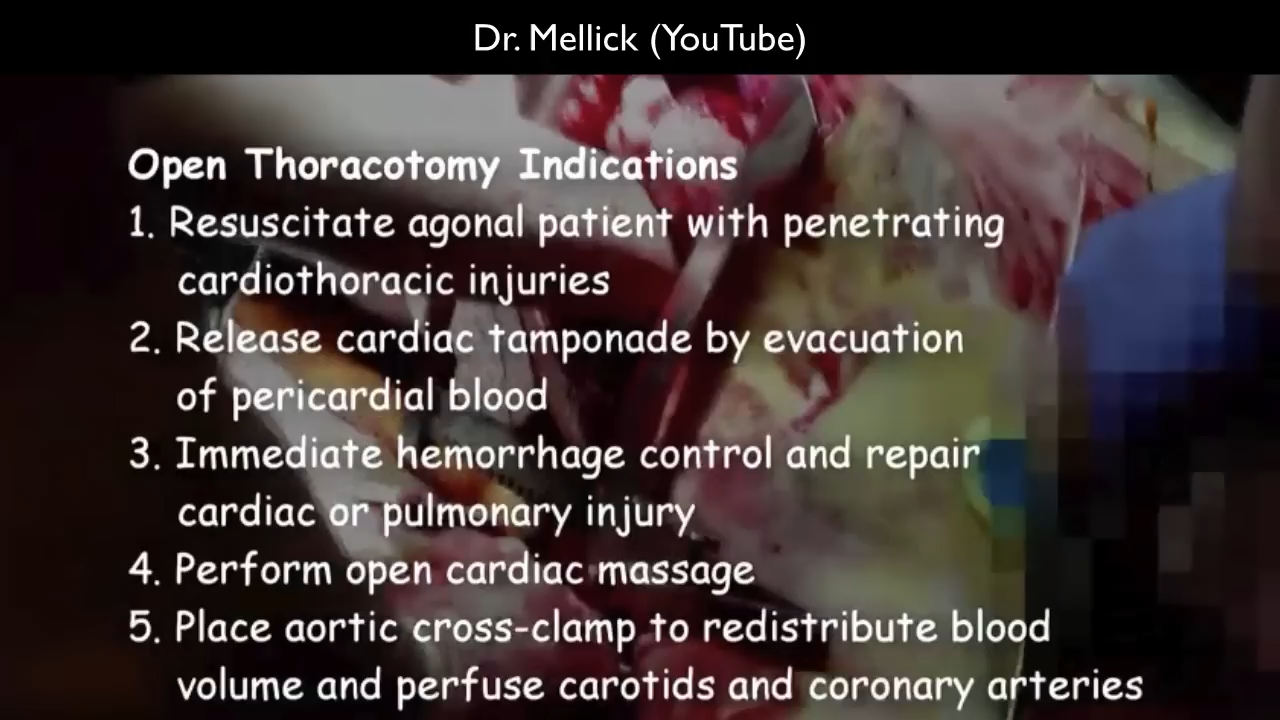 Dr. Mellick (YouTube)
Open Thoracotomy Indications
1. Resuscitate agonal patient with penetrating
cardiothoracic injuries
2. Release cardiac tamponade by evacuation
of pericardial blood
3. Immediate hemorrhage control and repair
cardiac or pulmonary injury
4. Perform open cardiac massage
5. Place aortic cross-clamp to redistribute blood
volume and perfuse carotids and coronary arteries